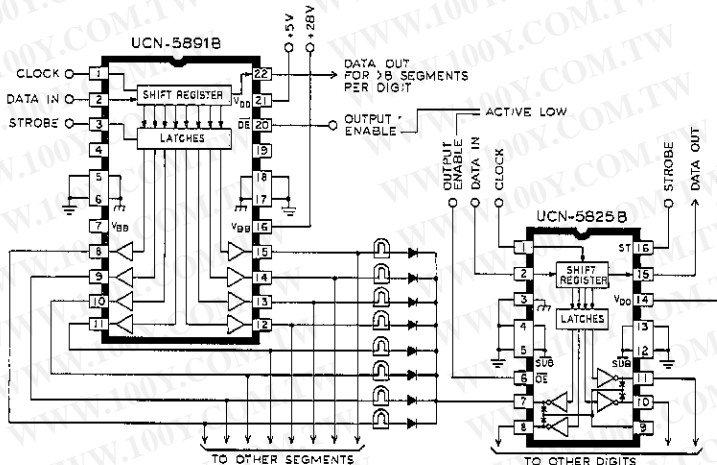 UCN-5891B
+5V
+28V
CLOCK
DATA IN
STROBE
1
2
3
4
5
6
7
8
9
10
11
SHIFT REGISTER
LATCHES
VDD
OE
VBB
VBB
22
21
20
19
18
17
16
15
14
13
12
DATA OUT
FOR >8 SEGMENTS
PER DIGIT
OUTPUT
ENABLE
ACTIVE LOW
TO OTHER SEGMENTS
OUTPUT
ENABLE
DATA IN
CLOCK
STROBE
DATA OUT
UCN-5825B
1
2
3
4
5
6
7
8
SHIFT
REGISTER
LATCHES
ST
VDD
SUB
SUB
OE
16
15
14
13
12
11
10
9
TO OTHER DIGITS
WWW.100Y.COM.TW